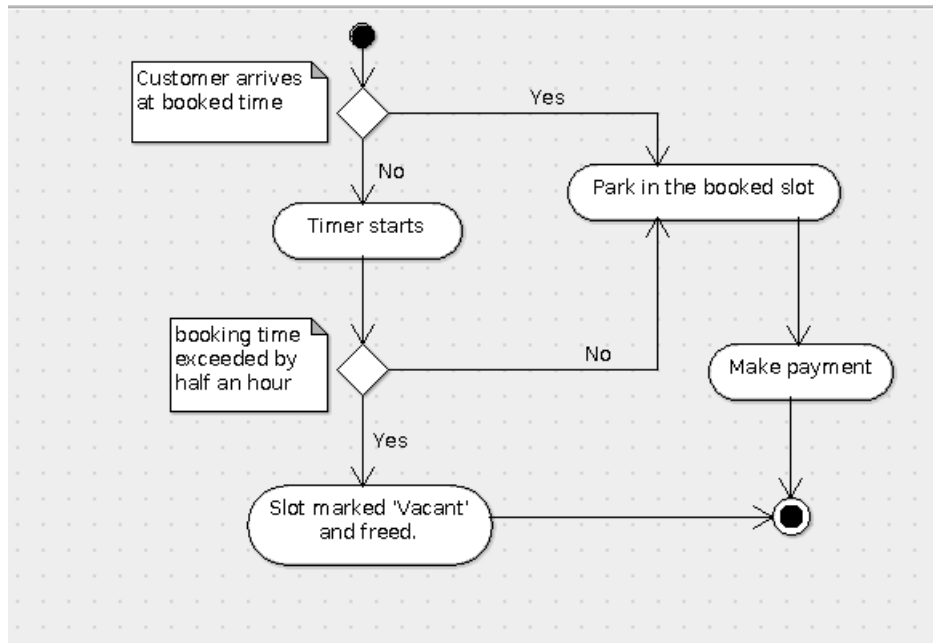 Customer arrives
at booked time
Yes
No
Park in the booked slot
Timer starts
booking time
exceeded by
half an hour
No
Make payment
Yes
Slot marked 'Vacant'
and freed.